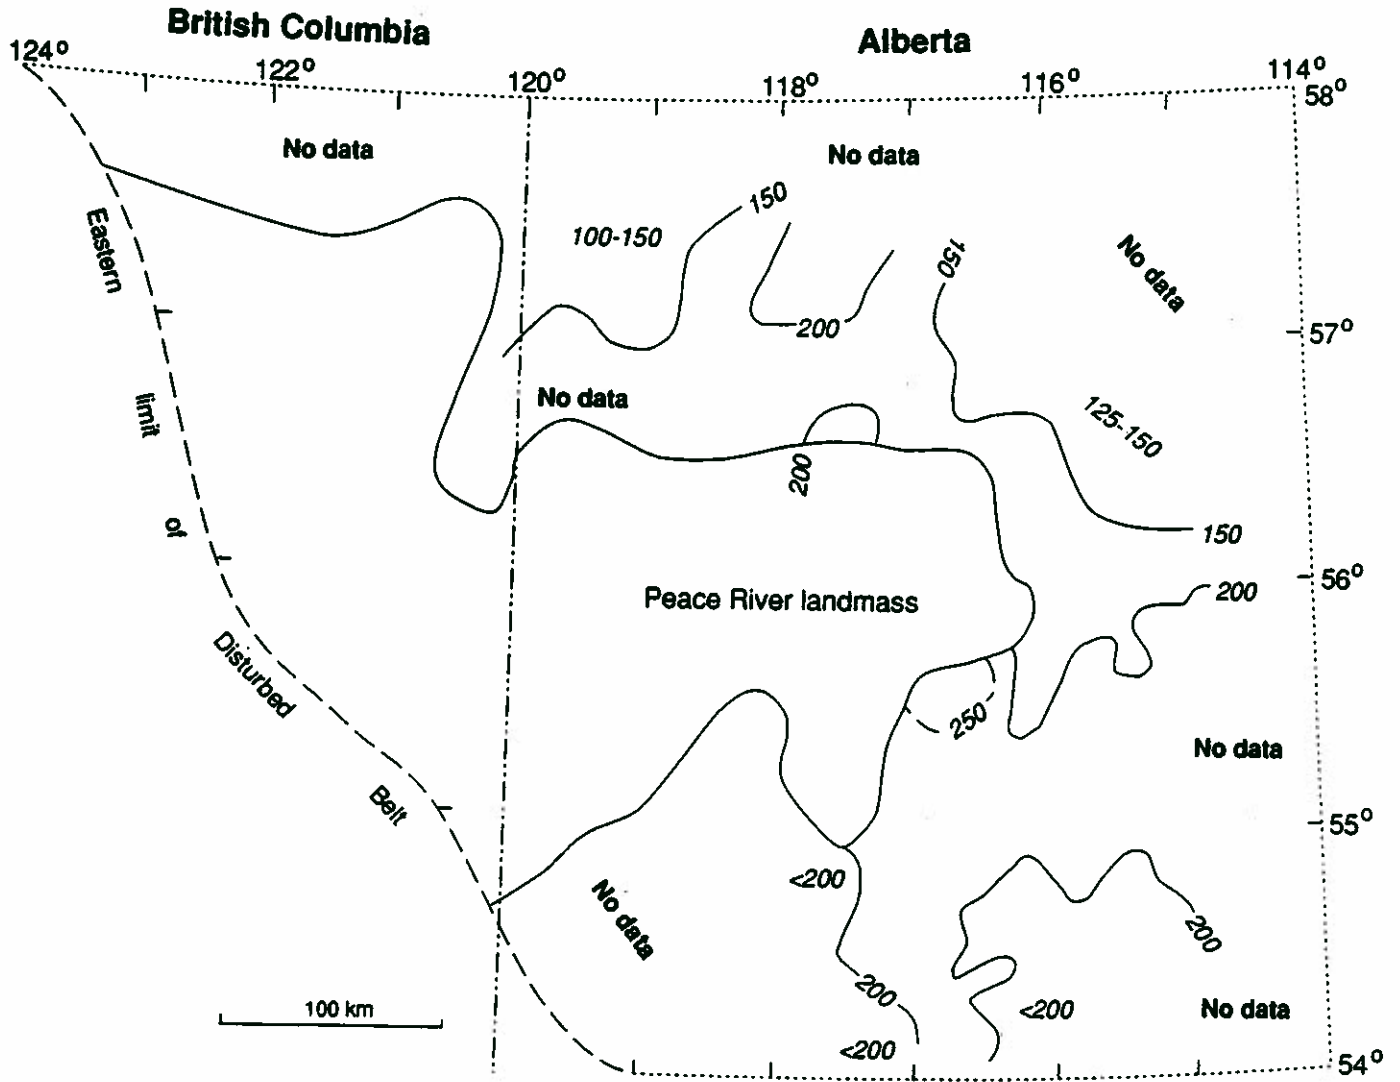 British Columbia
Alberta
124°
122°
120°
118°
116°
114°
58°
No data
No data
150
100-150
150
No data
Eastern
200
57°
limit
No data
125-150
200
of
150
56°
200
Peace River landmass
Disturbed
250
No data
Belt
55°
<200
No data
200
200
100 km
<200
No data
<200
54°